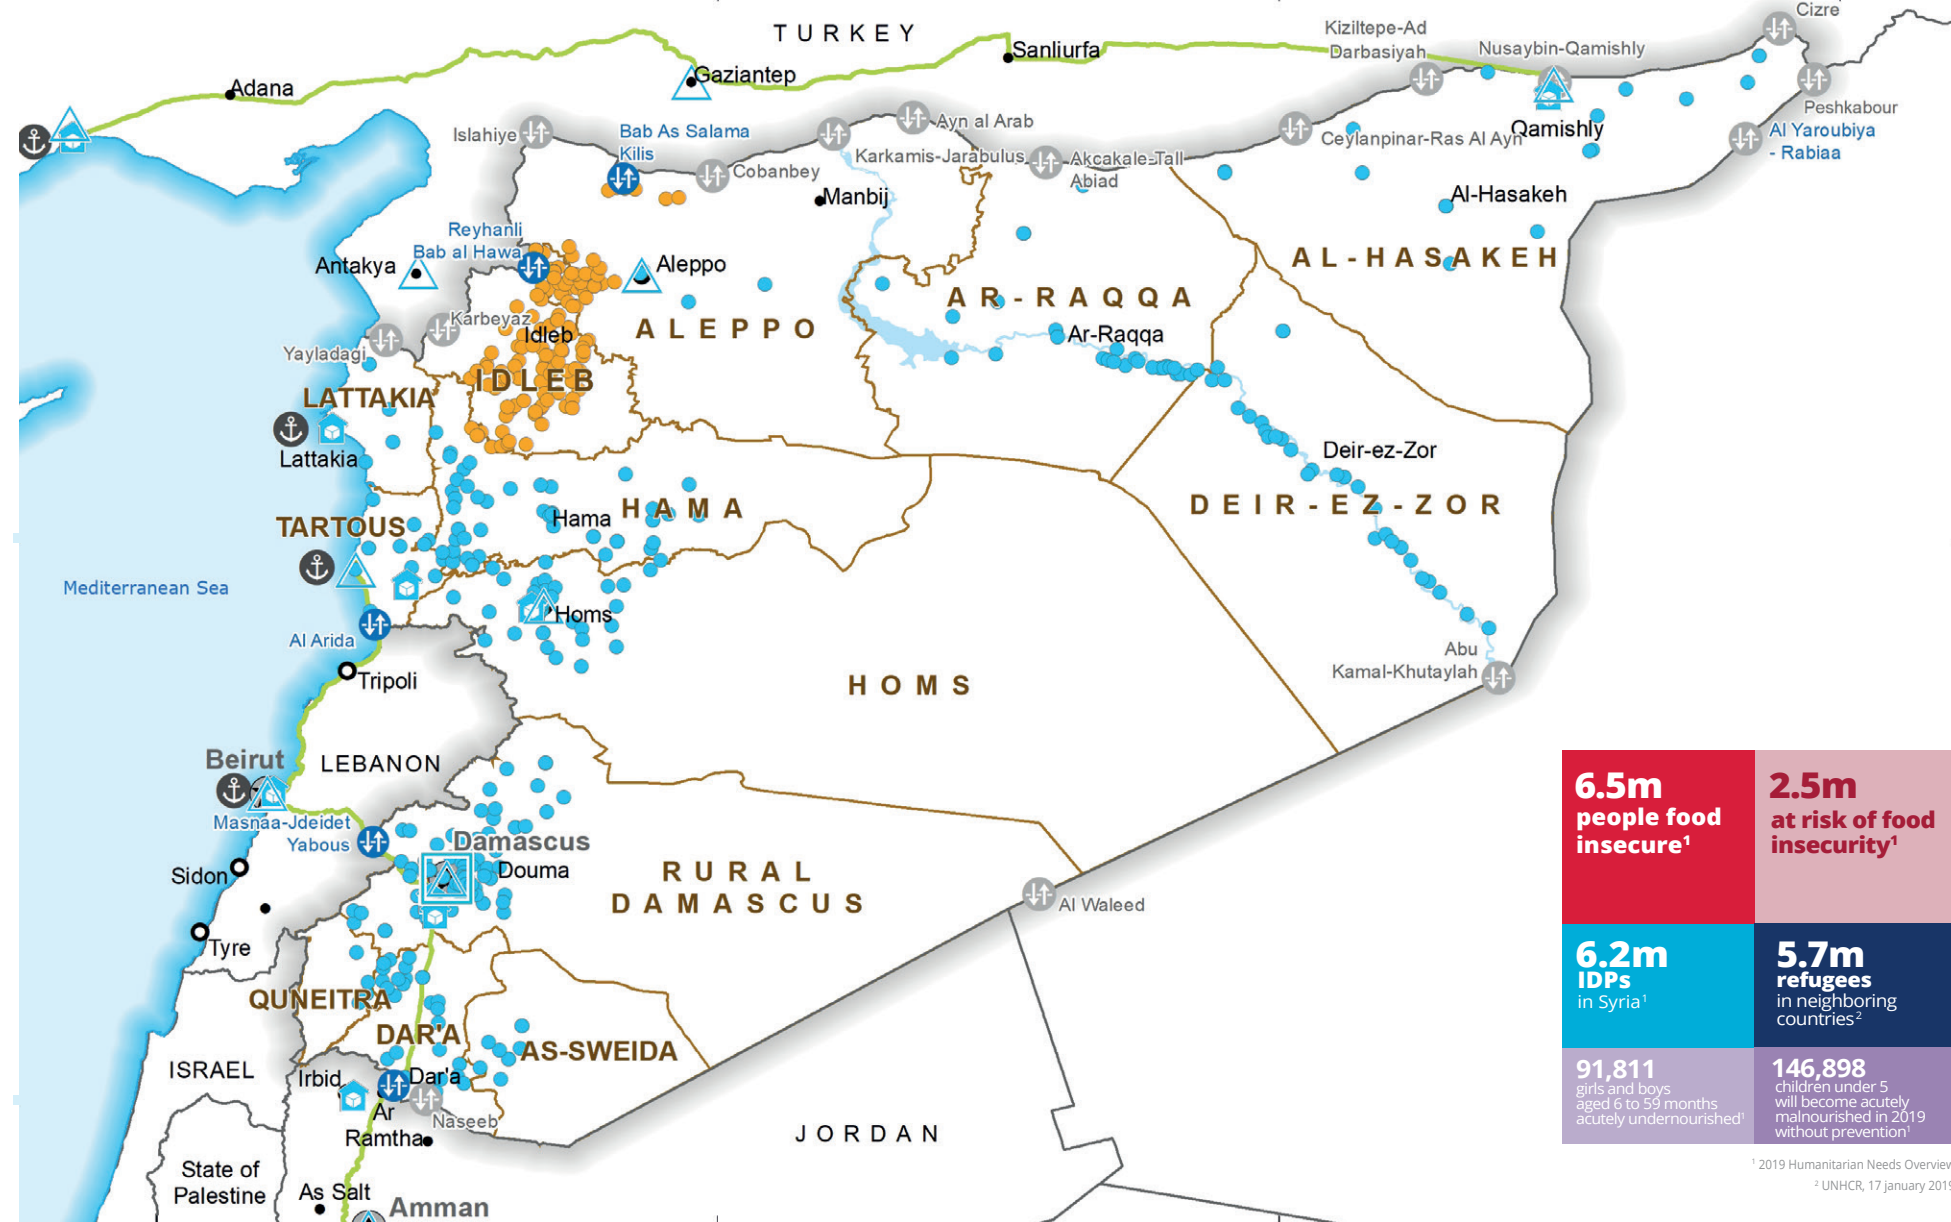 TURKEY
Cizre
Kiziltepe-Ad
Darbasiyah
Nusaybin-Qamishly
Sanliurfa
Gaziantep
Adana
Peshkabour
Islahiye
Bab As Salama
Kilis
Ayn al Arab
Qamishly
Al Yaroubiya
- Rabiaa
Ceylanpinar-Ras Al Ayn
Karkamis-Jarabulus
Akcakale-Tall
Abiad
Cobanbey
Manbij
Al-Hasakeh
Reyhanli
Bab al Hawa
Antakya
Aleppo
AL-HASAKEH
AR-RAQQA
Karbeyaz
Idleb
ALEPPO
Ar-Raqqa
Yayladagi
IDLEB
LATTAKIA
Lattakia
Deir-ez-Zor
DEIR-EZ-ZOR
HAMA
Hama
TARTOUS
Mediterranean Sea
Homs
Al Arida
Tripoli
HOMS
Abu
Kamal-Khutaylah
Beirut
LEBANON
Masnaa-Jdeidet
Yabous
Damascus
Douma
Sidon
RURAL
DAMASCUS
Al Waleed
Tyre
QUNEITRA
DAR'A
AS-SWEIDA
ISRAEL
Irbid
Dar'a
Ar
Ramtha
Naseeb
JORDAN
State of
Palestine
As Salt
Amman
6.5m
people food
insecure¹
2.5m
at risk of food
insecurity¹
6.2m
IDPs
in Syria¹
5.7m
refugees
in neighboring
countries²
91,811
girls and boys
aged 6 to 59 months
acutely undernourished¹
146,898
children under 5
will become acutely
malnourished in 2019
without prevention¹
¹ 2019 Humanitarian Needs Overview
² UNHCR, 17 january 2019